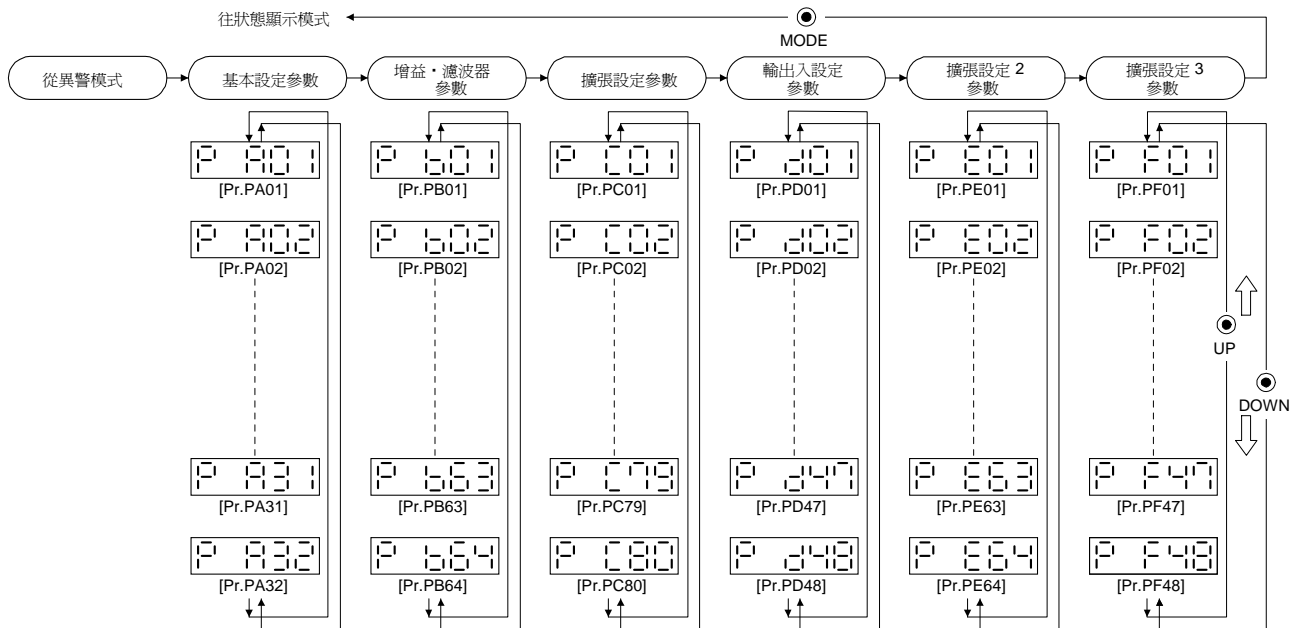 往狀態顯示模式
MODE
從異警模式
基本設定參數
增益・濾波器
參數
擴張設定參數
輸出入設定
參數
擴張設定 2
參數
擴張設定 3
參數
P A01
P b01
P C01
P d01
P E01
P F01
[Pr.PA01]
[Pr.PB01]
[Pr.PC01]
[Pr.PD01]
[Pr.PE01]
[Pr.PF01]
P A02
P b02
P C02
P d02
P E02
P F02
[Pr.PA02]
[Pr.PB02]
[Pr.PC02]
[Pr.PD02]
[Pr.PE02]
[Pr.PF02]
UP
DOWN
P A31
P b63
P C79
P d47
P E63
P F47
[Pr.PA31]
[Pr.PB63]
[Pr.PC79]
[Pr.PD47]
[Pr.PE63]
[Pr.PF47]
P A32
P b64
P C80
P d48
P E64
P F48
[Pr.PA32]
[Pr.PB64]
[Pr.PC80]
[Pr.PD48]
[Pr.PE64]
[Pr.PF48]